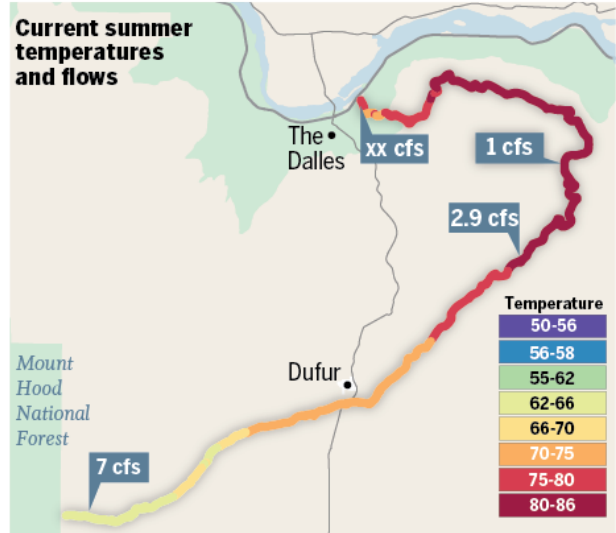 Current summer
temperatures
and flows
The
Dalles
xx cfs
1 cfs
2.9 cfs
Temperature
50-56
56-58
55-62
62-66
66-70
70-75
75-80
80-86
Mount
Hood
National
Forest
Dufur
7 cfs